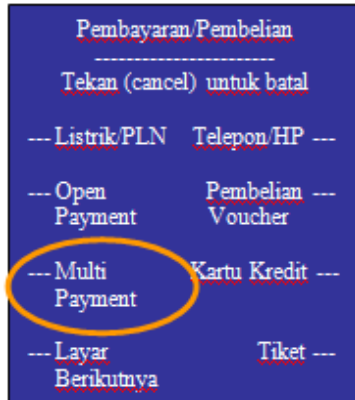 Pembayaran/Pembelian
------------------------
Tekan (cancel) untuk batal
--- Listrik/PLN Telepon/HP ---
--- Open Pembelian ---
Payment Voucher
--- Multi Kartu Kredit ---
Payment
--- Layar Tiket ---
Berikutnya